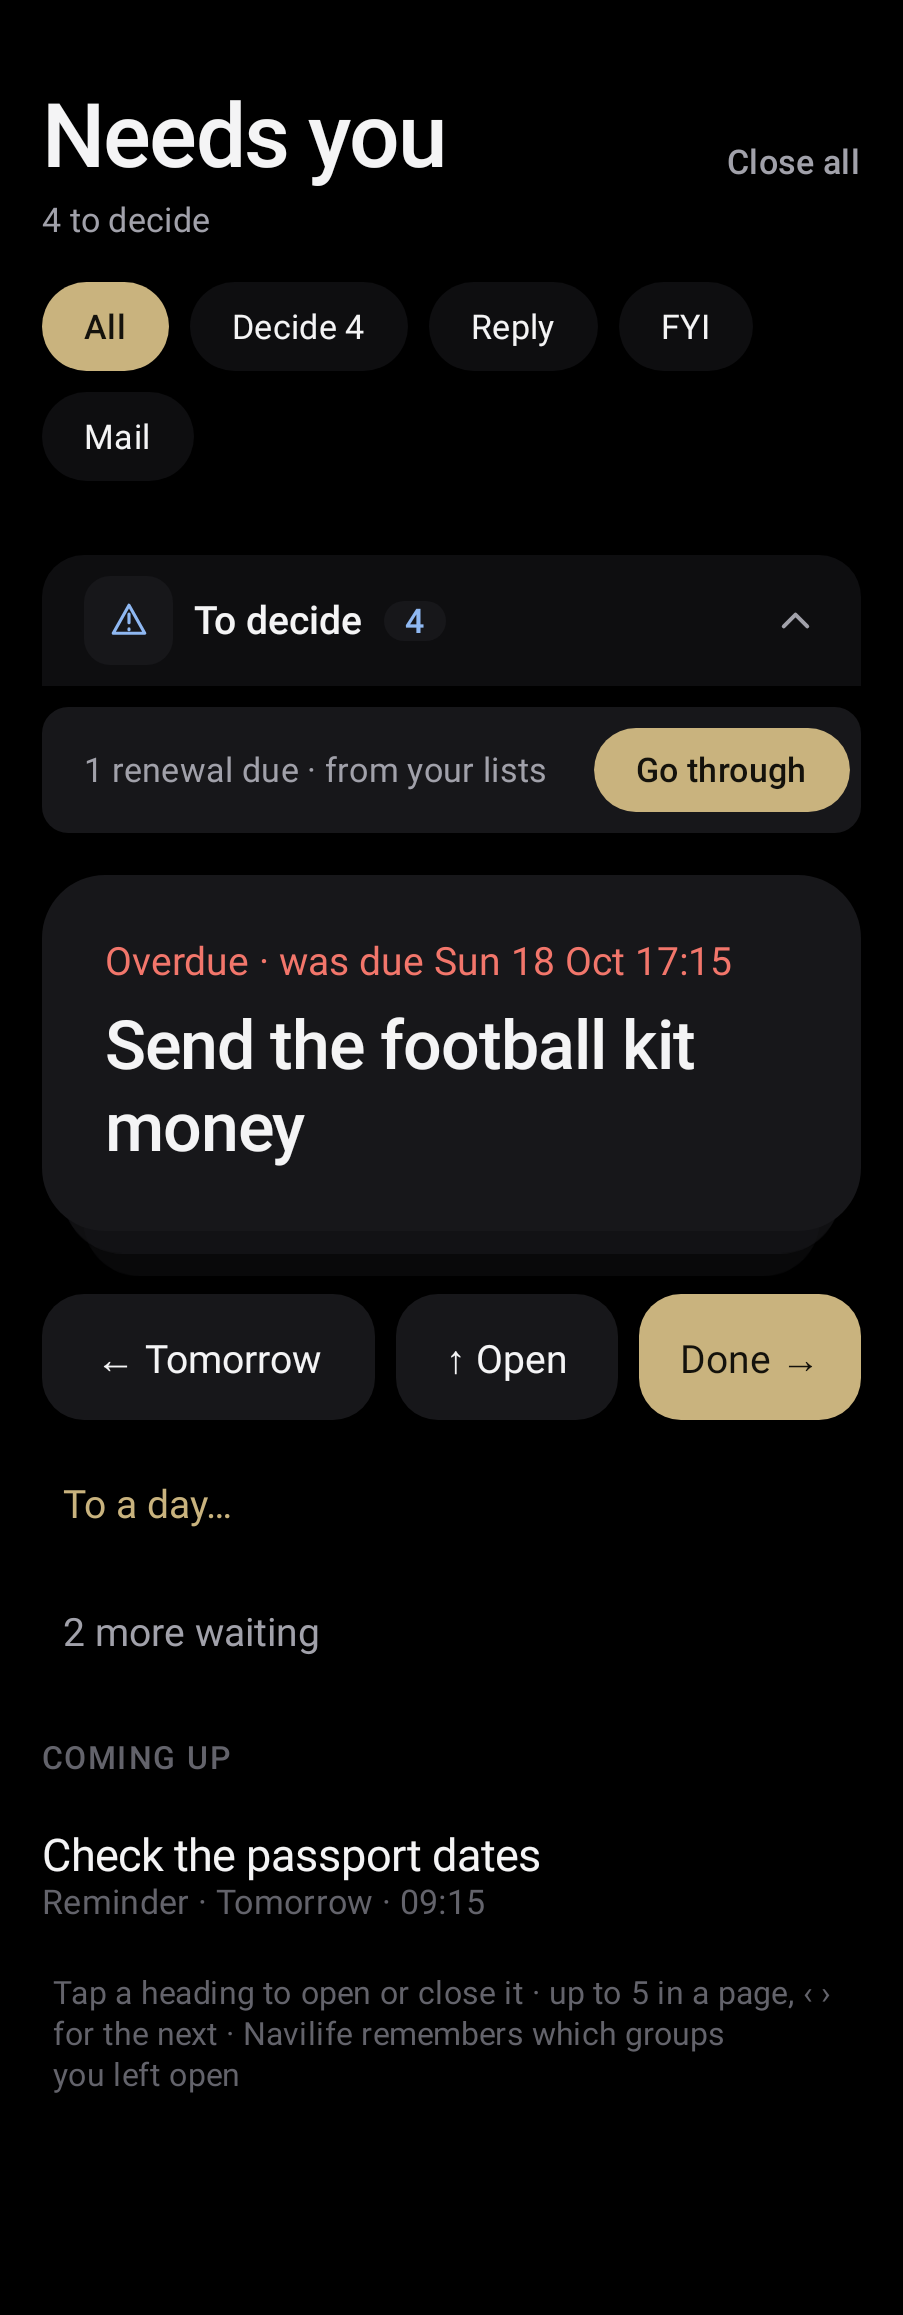 Needs you
Close all
4 to decide
All
Decide 4
Reply
FYI
Mail
To decide
4
1 renewal due · from your lists
Go through
Overdue · was due Sun 18 Oct 17:15
Send the football kit
money
← Tomorrow
↑ Open
Done →
To a day…
2 more waiting
COMING UP
Check the passport dates
Reminder · Tomorrow · 09:15
Tap a heading to open or close it · up to 5 in a page, ‹ ›
for the next · Navilife remembers which groups
you left open